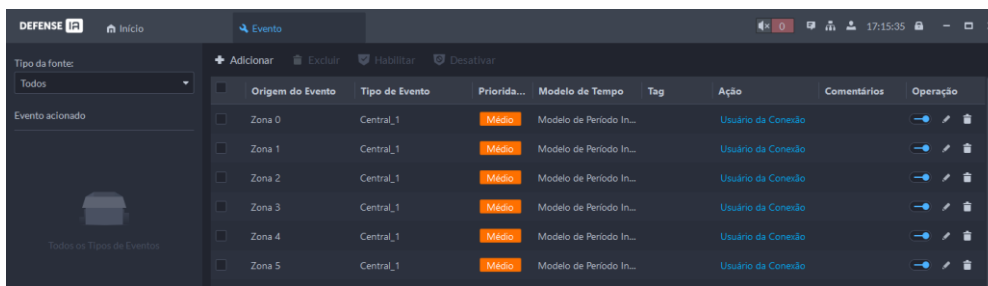 DEFENSE IA Início Evento 0 17:15:35
Tipo da fonte:
Todos
Evento acionado
Todos os Tipos de Eventos
Adicionar Excluir Habilitar Desativar
Origem do Evento Tipo de Evento Priorida... Modelo de Tempo Tag Ação Comentários Operação
Zona 0 Central_1 Médio Modelo de Período In... Usuário da Conexão
Zona 1 Central_1 Médio Modelo de Período In... Usuário da Conexão
Zona 2 Central_1 Médio Modelo de Período In... Usuário da Conexão
Zona 3 Central_1 Médio Modelo de Período In... Usuário da Conexão
Zona 4 Central_1 Médio Modelo de Período In... Usuário da Conexão
Zona 5 Central_1 Médio Modelo de Período In... Usuário da Conexão